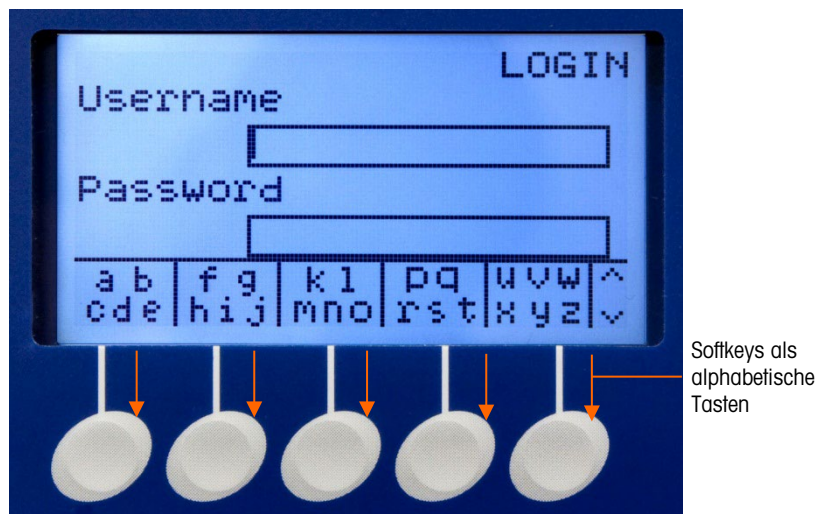 LOGIN
Username
Password
a b f g k l p q u v w ^
c d e h i j m n o r s t x y z v
Softkeys als
alphabetische
Tasten